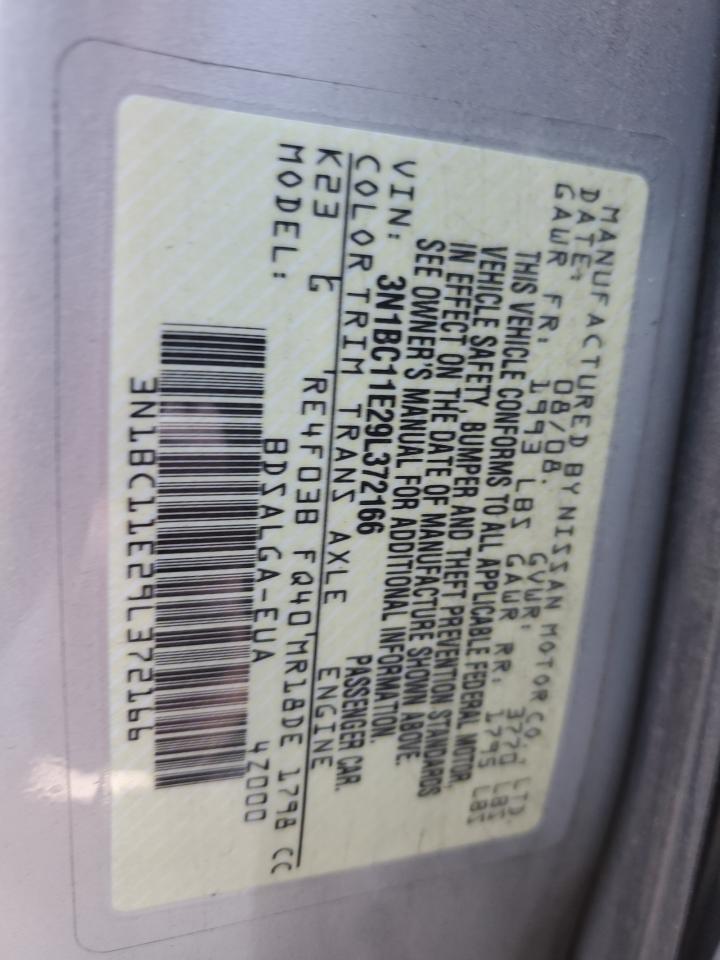 MANUFACTURED BY NISSAN MOTOR CO., LTD.
DATE: 08/08. GVWR: 3770 LBS
GAWR FR: 1993 LBS GAWR RR: 1795 LBS
THIS VEHICLE CONFORMS TO ALL APPLICABLE FEDERAL MOTOR
VEHICLE SAFETY, BUMPER AND THEFT PREVENTION STANDARDS
IN EFFECT ON THE DATE OF MANUFACTURE SHOWN ABOVE.
SEE OWNER'S MANUAL FOR ADDITIONAL INFORMATION.
VIN: 3N1BC11E29L372166 PASSENGER CAR.
COLOR TRIM TRANS AXLE ENGINE
K23 G RE4F03B FQ40 MR18DE 1798 CC
MODEL: BDSALGA-EUA 4Z000
3N1BC11E29L372166